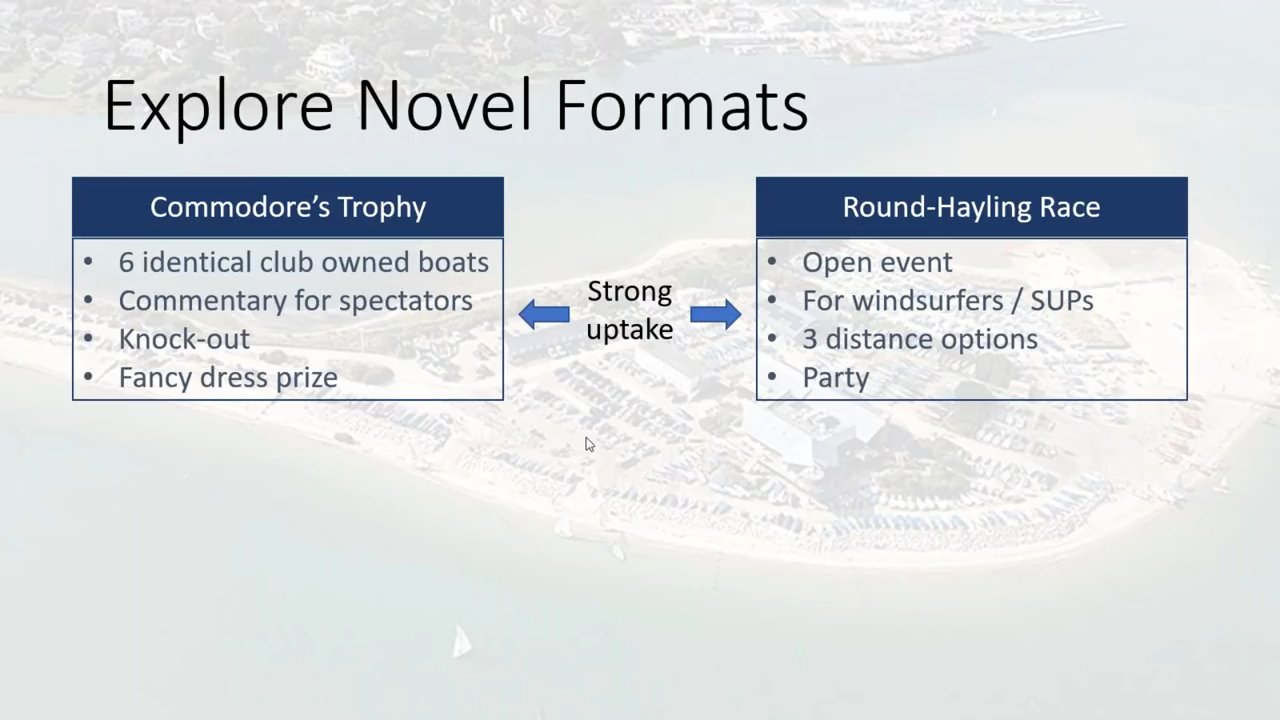 Explore Novel Formats
Commodore’s Trophy
• 6 identical club owned boats
• Commentary for spectators
• Knock-out
• Fancy dress prize
Strong
uptake
Round-Hayling Race
• Open event
• For windsurfers / SUPs
• 3 distance options
• Party